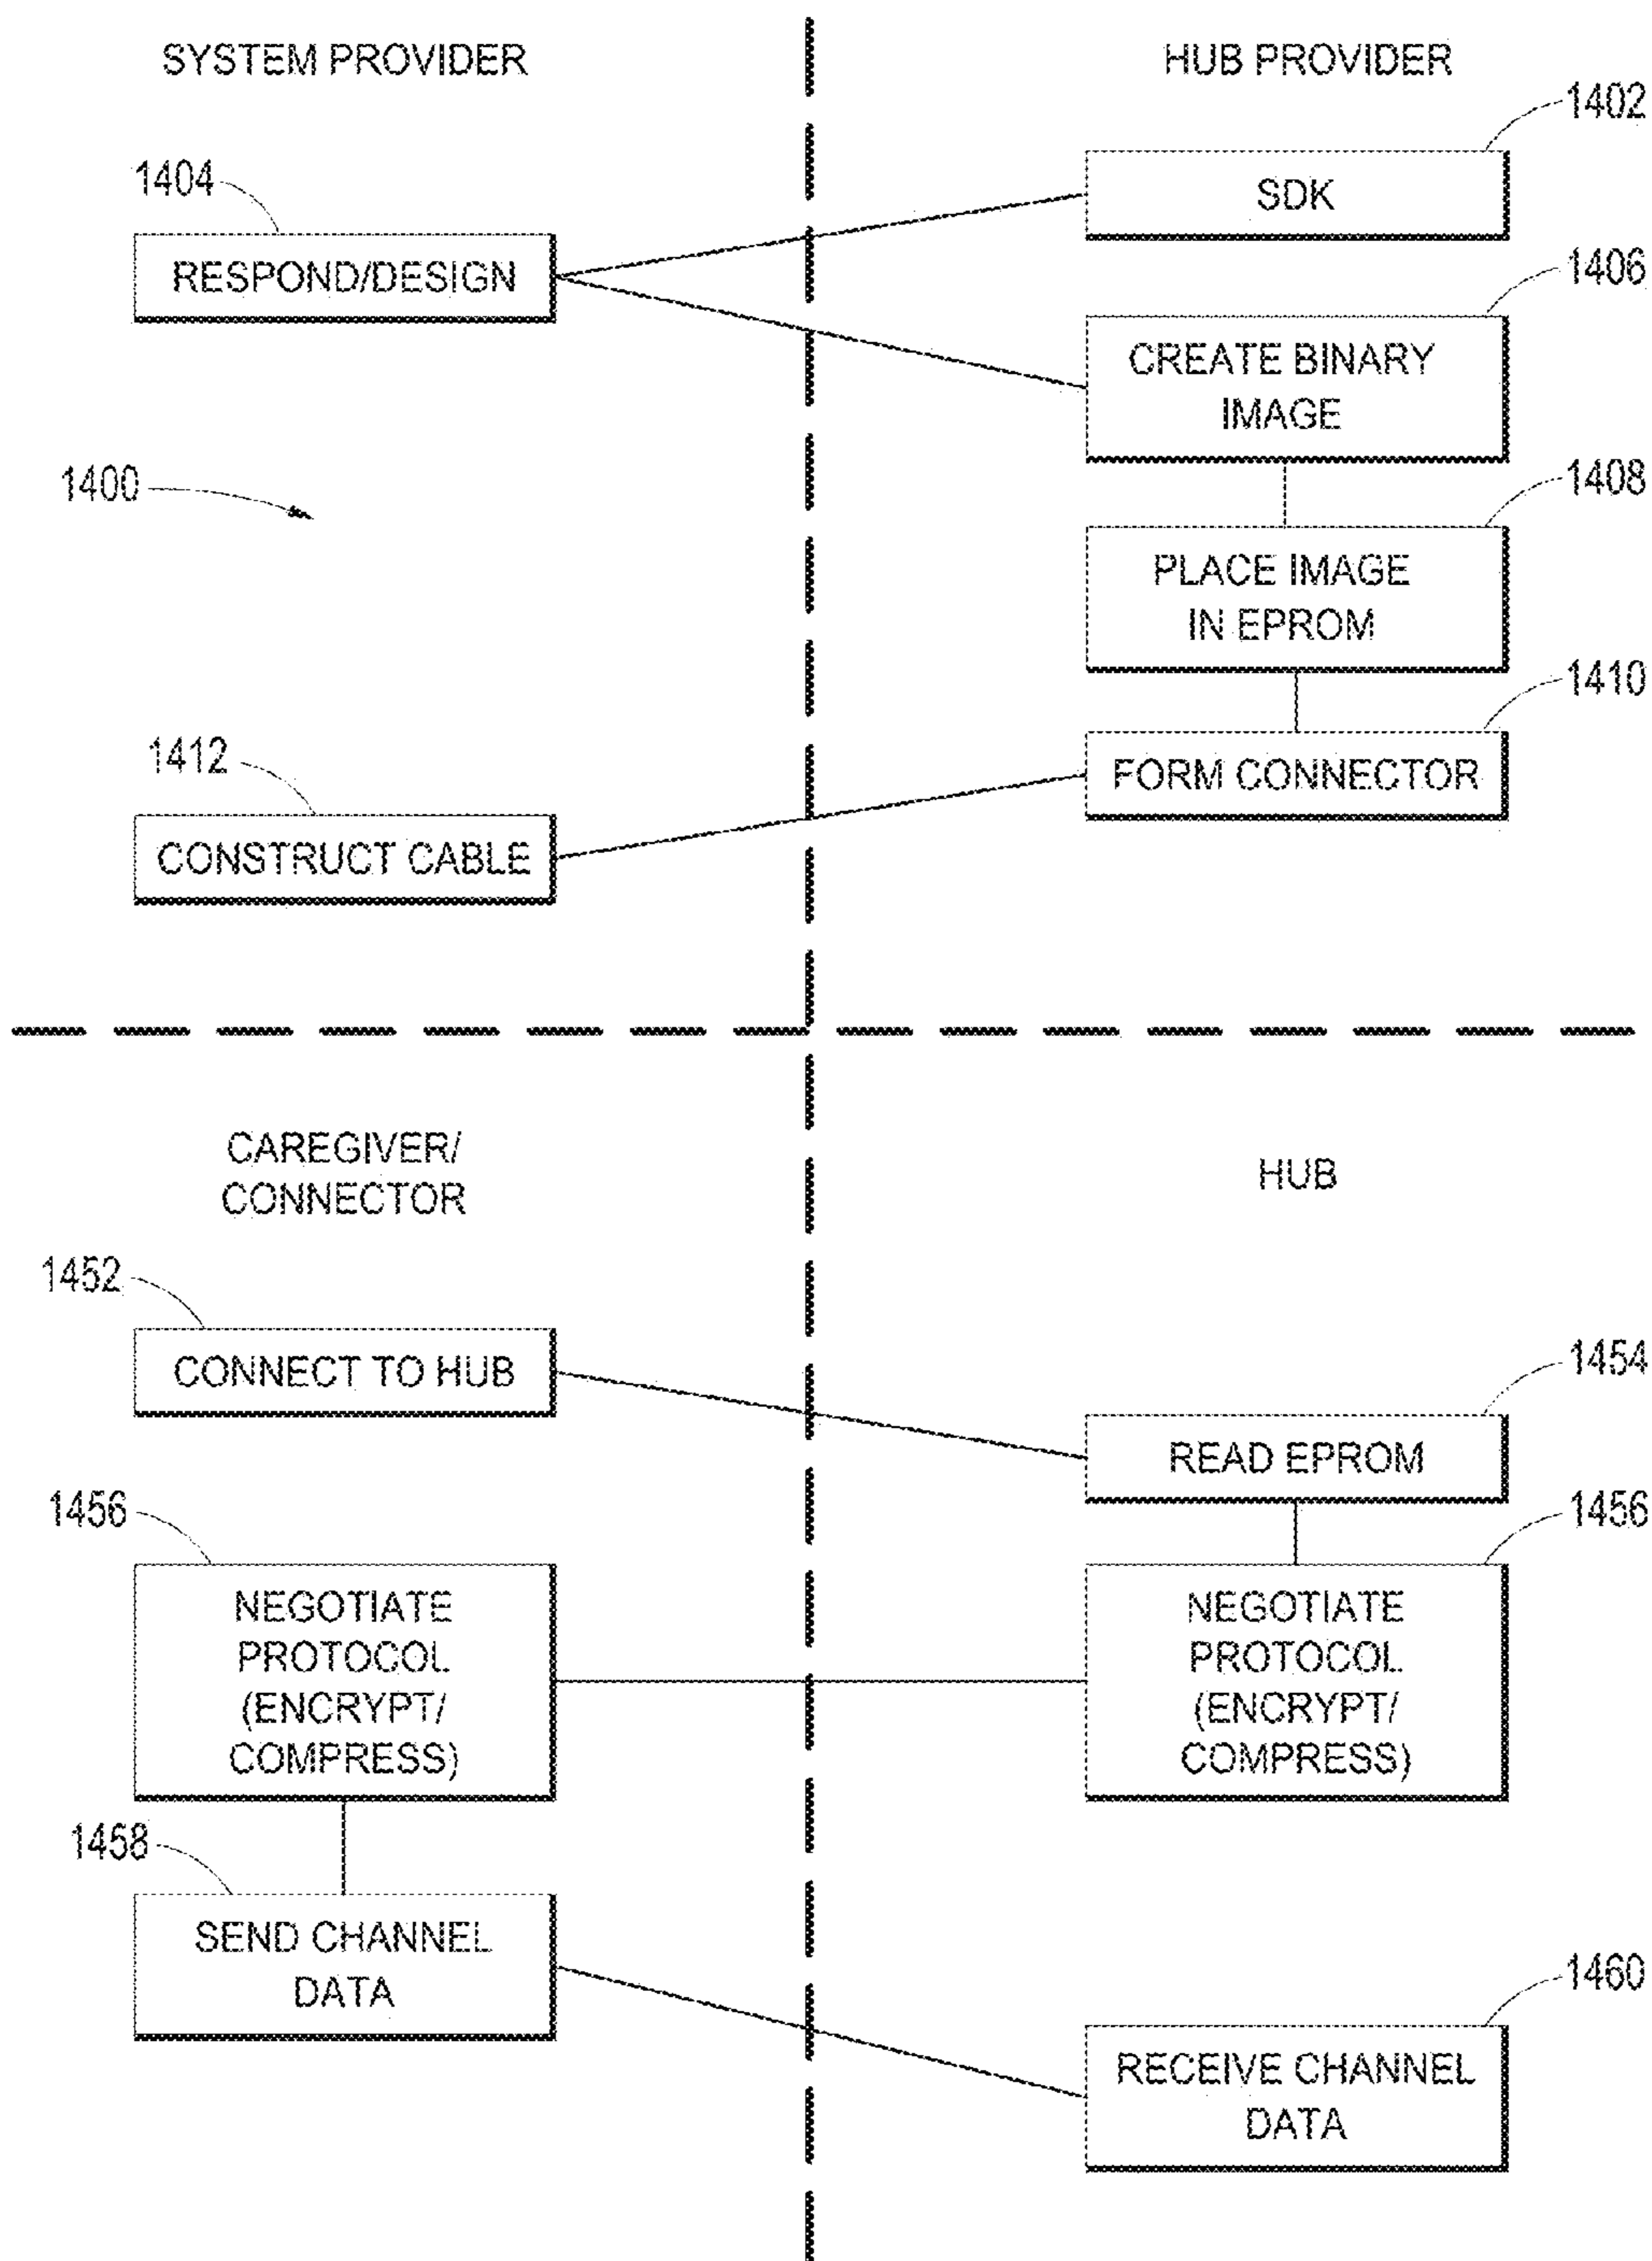 SYSTEM PROVIDER
HUB PROVIDER
1402
SDK
1404
RESPOND/DESIGN
1406
CREATE BINARY
IMAGE
1400
1408
PLACE IMAGE
IN EPROM
1410
FORM CONNECTOR
1412
CONSTRUCT CABLE
CAREGIVER/
CONNECTOR
HUB
1452
CONNECT TO HUB
1454
READ EPROM
1456
NEGOTIATE
PROTOCOL
(ENCRYPT/
COMPRESS)
1456
NEGOTIATE
PROTOCOL
(ENCRYPT/
COMPRESS)
1458
SEND CHANNEL
DATA
1460
RECEIVE CHANNEL
DATA